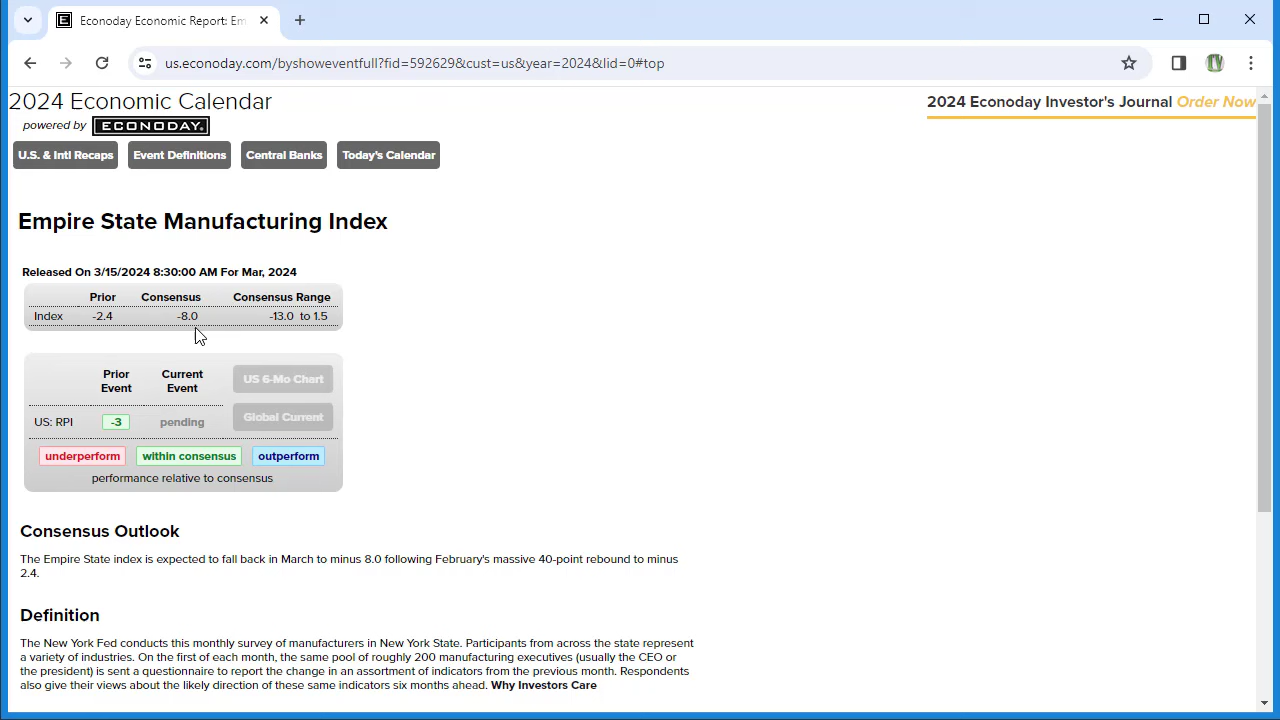 Econoday Economic Report: Em
us.econoday.com/byshoweventfull?fid=592629&cust=us&year=2024&lid=0#top
2024 Economic Calendar
2024 Econoday Investor's Journal Order Now
powered by ECONODAY®
U.S. & Intl Recaps Event Definitions Central Banks Today's Calendar
Empire State Manufacturing Index
Released On 3/15/2024 8:30:00 AM For Mar, 2024
Prior Consensus Consensus Range
Index -2.4 -8.0 -13.0 to 1.5
Prior Event Current Event US 6-Mo Chart
Global Current
US: RPI -3 pending
underperform within consensus outperform
performance relative to consensus
Consensus Outlook
The Empire State index is expected to fall back in March to minus 8.0 following February's massive 40-point rebound to minus
2.4.
Definition
The New York Fed conducts this monthly survey of manufacturers in New York State. Participants from across the state represent
a variety of industries. On the first of each month, the same pool of roughly 200 manufacturing executives (usually the CEO or
the president) is sent a questionnaire to report the change in an assortment of indicators from the previous month. Respondents
also give their views about the likely direction of these same indicators six months ahead. Why Investors Care